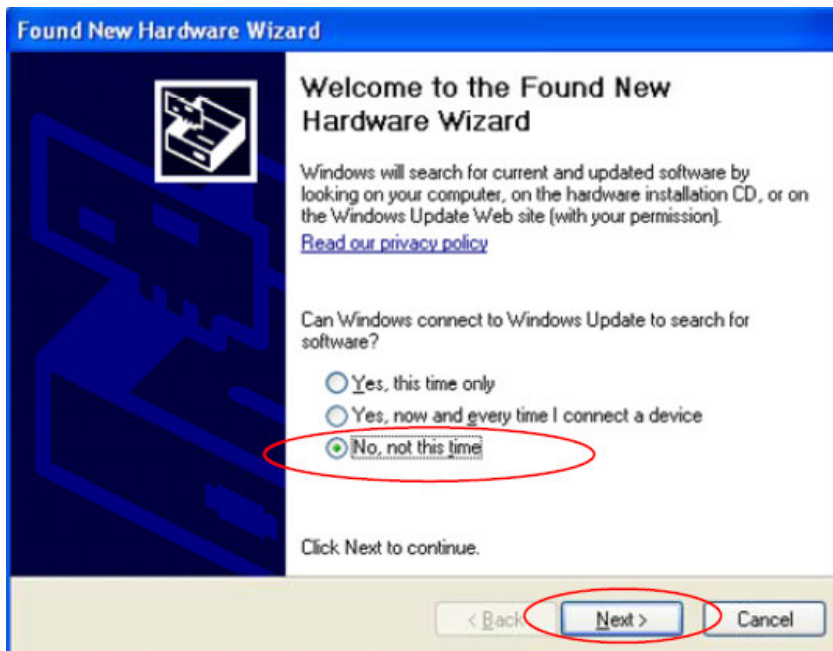 Found New Hardware Wizard
Welcome to the Found New
Hardware Wizard
Windows will search for current and updated software by
looking on your computer, on the hardware installation CD, or on
the Windows Update Web site (with your permission).
Read our privacy policy
Can Windows connect to Windows Update to search for
software?
Yes, this time only
Yes, now and every time I connect a device
No, not this time
Click Next to continue.
< Back
Next >
Cancel